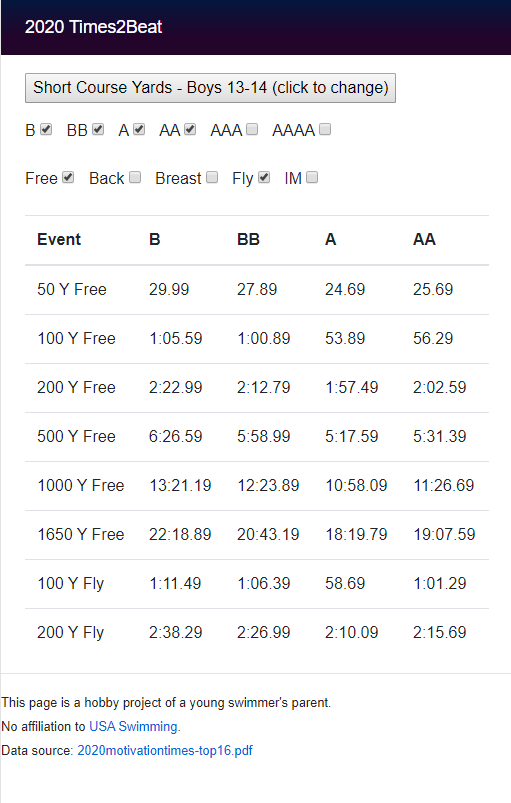 2020 Times2Beat
Short Course Yards - Boys 13-14 (click to change)
B BB A AA AAA AAAA
Free Back Breast Fly IM
Event B BB A AA
50 Y Free 29.99 27.89 24.69 25.69
100 Y Free 1:05.59 1:00.89 53.89 56.29
200 Y Free 2:22.99 2:12.79 1:57.49 2:02.59
500 Y Free 6:26.59 5:58.99 5:17.59 5:31.39
1000 Y Free 13:21.19 12:23.89 10:58.09 11:26.69
1650 Y Free 22:18.89 20:43.19 18:19.79 19:07.59
100 Y Fly 1:11.49 1:06.39 58.69 1:01.29
200 Y Fly 2:38.29 2:26.99 2:10.09 2:15.69
This page is a hobby project of a young swimmer's parent.
No affiliation to USA Swimming.
Data source: 2020motivationtimes-top16.pdf